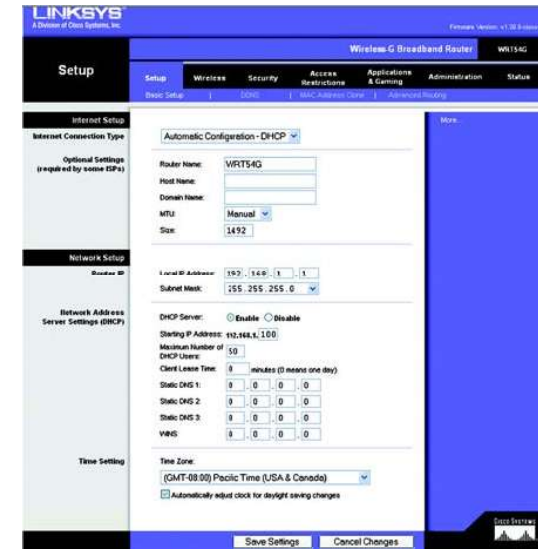 LINKSYS®
A Division of Cisco Systems, Inc.
Wireless-G Broadband Router WRT54G
Setup
Setup Wireless Security Access Restrictions Applications & Gaming Administration Status
Basic Setup | DDNS | MAC Address Clone | Advanced Routing
Internet Setup
More...
Internet Connection Type
Automatic Configuration - DHCP
Optional Settings
(required by some ISPs)
Router Name: WRT54G
Host Name:
Domain Name:
MTU: Manual
Size: 1492
Network Setup
Router IP
Local IP Address: 192 . 168 . 1 . 1
Subnet Mask: 255.255.255.0
Network Address
Server Settings (DHCP)
DHCP Server: Enable Disable
Starting IP Address: 192.168.1. 100
Maximum Number of
DHCP Users: 50
Client Lease Time: 0 minutes (0 means one day)
Static DNS 1: 0 . 0 . 0 . 0
Static DNS 2: 0 . 0 . 0 . 0
Static DNS 3: 0 . 0 . 0 . 0
WINS: 0 . 0 . 0 . 0
Time Setting
Time Zone:
(GMT-08:00) Pacific Time (USA & Canada)
Automatically adjust clock for daylight saving changes
Save Settings Cancel Changes
Cisco Systems